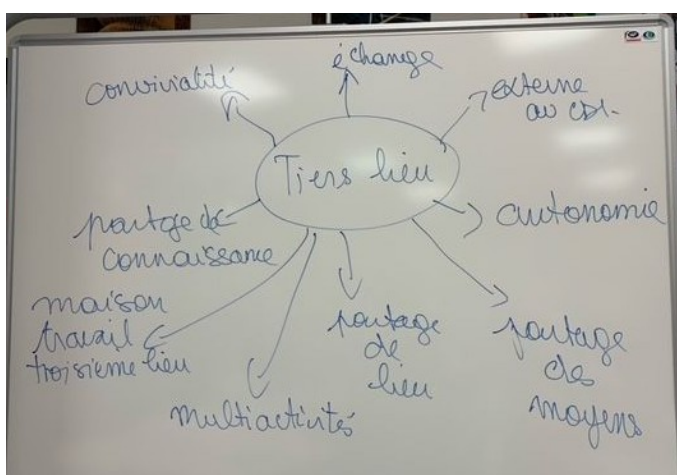 échange
convivialité
externe
au CDI.
Tiers lieu
partge de
connaissance
autonomie
maison
travail
troisième lieu
partage
de
lieu
partage
des
moyens
multiactivités